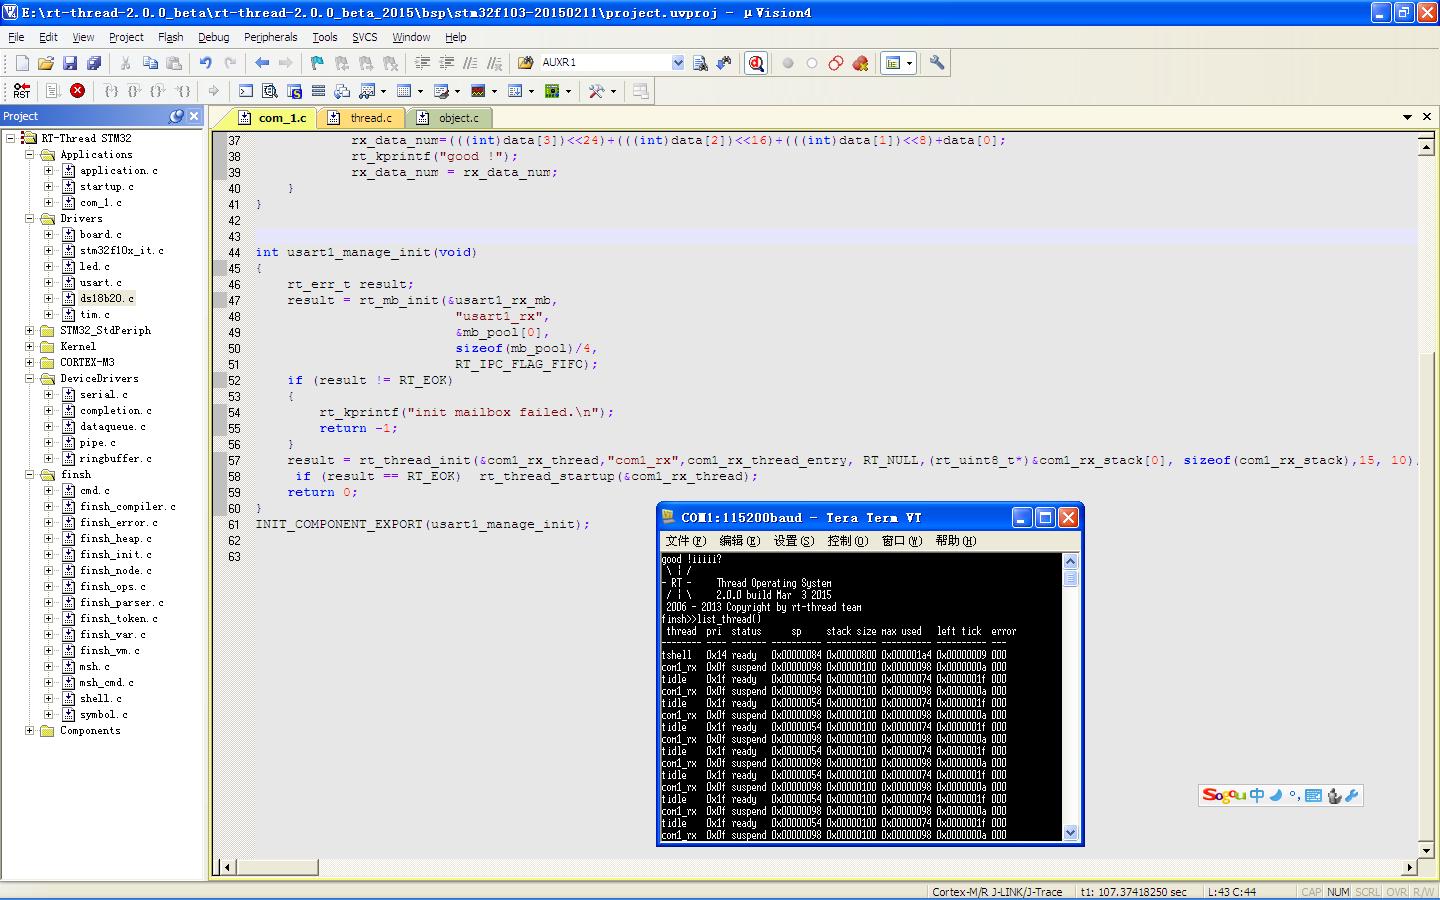 E:\rt-thread-2.0.0_beta\rt-thread-2.0.0_beta_2015\bsp\stm32f103-20150211\project.uvproj - µVision4
File Edit View Project Flash Debug Peripherals Tools SVCS Window Help
AUXR1
RST
Project
com_1.c thread.c object.c
RT-Thread STM32
Applications
application.c
startup.c
com_1.c
Drivers
board.c
stm32f10x_it.c
led.c
usart.c
ds18b20.c
tim.c
STM32_StdPeriph
Kernel
CORTEX-M3
DeviceDrivers
serial.c
completion.c
dataqueue.c
pipe.c
ringbuffer.c
finsh
cmd.c
finsh_compiler.c
finsh_error.c
finsh_heap.c
finsh_init.c
finsh_node.c
finsh_ops.c
finsh_parser.c
finsh_token.c
finsh_var.c
finsh_vm.c
msh.c
msh_cmd.c
shell.c
symbol.c
Components
37 rx_data_num=(((int)data[3])<<24)+(((int)data[2])<<16)+(((int)data[1])<<8)+data[0];
38 rt_kprintf("good !");
39 rx_data_num = rx_data_num;
40 }
41 }
42
43
44 int usart1_manage_init(void)
45 {
46 rt_err_t result;
47 result = rt_mb_init(&usart1_rx_mb,
48 "usart1_rx",
49 &mb_pool[0],
50 sizeof(mb_pool)/4,
51 RT_IPC_FLAG_FIFO);
52 if (result != RT_EOK)
53 {
54 rt_kprintf("init mailbox failed.\n");
55 return -1;
56 }
57 result = rt_thread_init(&com1_rx_thread,"com1_rx",com1_rx_thread_entry, RT_NULL,(rt_uint8_t*)&com1_rx_stack[0], sizeof(com1_rx_stack),15, 10)
58 if (result == RT_EOK) rt_thread_startup(&com1_rx_thread);
59 return 0;
60 }
61 INIT_COMPONENT_EXPORT(usart1_manage_init);
62
63
COM1:115200baud - Tera Term VT
文件(F) 编辑(E) 设置(S) 控制(O) 窗口(W) 帮助(H)
good !iiiii?
\ | /
- RT - Thread Operating System
/ | \ 2.0.0 build Mar 3 2015
2006 - 2013 Copyright by rt-thread team
finsh>>list_thread()
thread pri status sp stack size max used left tick error
-------- ---- ------- ---------- ---------- ---------- ---------- ---
tshell 0x14 ready 0x00000084 0x00000800 0x000001a4 0x00000009 000
com1_rx 0x0f suspend 0x00000098 0x00000100 0x00000098 0x0000000a 000
tidle 0x1f ready 0x00000054 0x00000100 0x00000074 0x0000001f 000
com1_rx 0x0f suspend 0x00000098 0x00000100 0x00000098 0x0000000a 000
tidle 0x1f ready 0x00000054 0x00000100 0x00000074 0x0000001f 000
com1_rx 0x0f suspend 0x00000098 0x00000100 0x00000098 0x0000000a 000
tidle 0x1f ready 0x00000054 0x00000100 0x00000074 0x0000001f 000
com1_rx 0x0f suspend 0x00000098 0x00000100 0x00000098 0x0000000a 000
tidle 0x1f ready 0x00000054 0x00000100 0x00000074 0x0000001f 000
com1_rx 0x0f suspend 0x00000098 0x00000100 0x00000098 0x0000000a 000
tidle 0x1f ready 0x00000054 0x00000100 0x00000074 0x0000001f 000
com1_rx 0x0f suspend 0x00000098 0x00000100 0x00000098 0x0000000a 000
tidle 0x1f ready 0x00000054 0x00000100 0x00000074 0x0000001f 000
com1_rx 0x0f suspend 0x00000098 0x00000100 0x00000098 0x0000000a 000
tidle 0x1f ready 0x00000054 0x00000100 0x00000074 0x0000001f 000
com1_rx 0x0f suspend 0x00000098 0x00000100 0x00000098 0x0000000a 000
Sogou 中
Cortex-M/R J-LINK/J-Trace t1: 107.37418250 sec L:43 C:44 CAP NUM SCRL OVR R/W